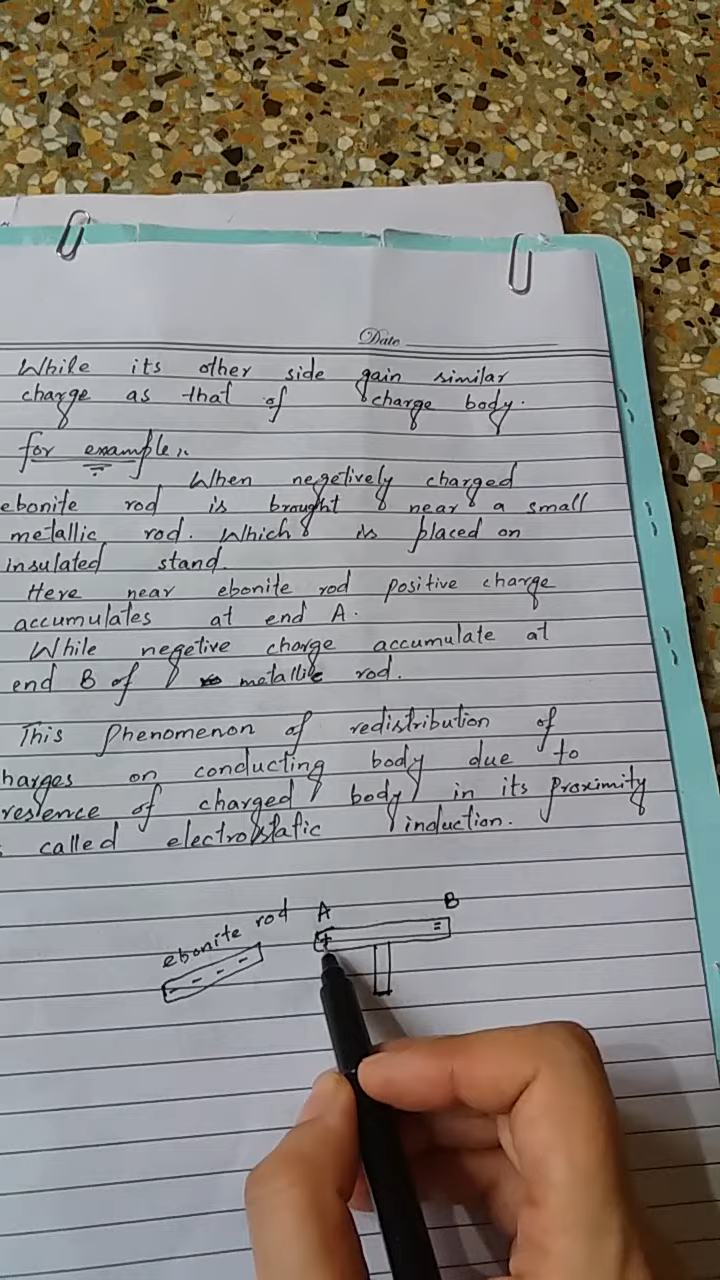 Date
While its other side gain similar
charge as that of charge body.
for example:
When negetively charged
ebonite rod is brought near a small
metallic rod. Which is placed on
insulated stand.
Here near ebonite rod positive charge
accumulates at end A.
While negetive charge accumulate at
end B of metallic rod.
This Phenomenon of redistribution of
harges on conducting body due to
resence of charged body in its proximity
called electrostatic induction.
ebonite rod
A
B
+
=
- - - -